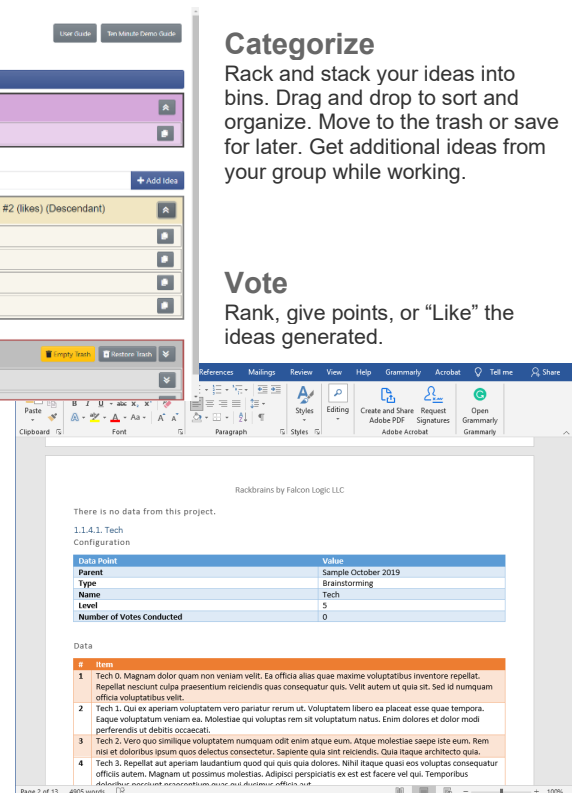 User Guide
Ten Minute Demo Guide
Categorize
Rack and stack your ideas into
bins. Drag and drop to sort and
organize. Move to the trash or save
for later. Get additional ideas from
your group while working.
+ Add Idea
#2 (likes) (Descendant)
Vote
Rank, give points, or “Like” the
ideas generated.
Empty Trash
Restore Trash
References Mailings Review View Help Grammarly Acrobat Tell me Share
Paste
Styles
Editing
Create and Share
Adobe PDF
Request
Signatures
Open
Grammarly
Clipboard
Font
Paragraph
Styles
Adobe Acrobat
Grammarly
Rackbrains by Falcon Logic LLC
There is no data from this project.
1.1.4.1. Tech
Configuration
Data Point Value
Parent Sample October 2019
Type Brainstorming
Name Tech
Level 5
Number of Votes Conducted 0
Data
# Item
1 Tech 0. Magnam dolor quam non veniam velit. Ea officia alias quae maxime voluptatibus inventore repellat.
Repellat nesciunt culpa praesentium reiciendis quas consequatur quis. Velit autem ut quia sit. Sed id numquam
officia voluptatibus velit.
2 Tech 1. Qui ex aperiam voluptatem vero pariatur rerum ut. Voluptatem libero ea placeat esse quae tempora.
Eaque voluptatum veniam ea. Molestiae qui voluptas rem sit voluptatum natus. Enim dolores et dolor modi
perferendis ut debitis occaecati.
3 Tech 2. Vero quo similique voluptatem numquam odit enim atque eum. Atque molestiae saepe iste eum. Rem
nisi et doloribus ipsum quos delectus consectetur. Sapiente quia sint reiciendis. Quia itaque architecto quia.
4 Tech 3. Repellat aut aperiam laudantium quod qui quis quia dolores. Nihil itaque quasi eos voluptas consequatur
officiis autem. Magnam ut possimus molestias. Adipisci perspiciatis ex est est facere vel qui. Temporibus
doloribus nesciunt praesentium quas qui ducimus officia aut.
Page 2 of 13 4905 words 100%